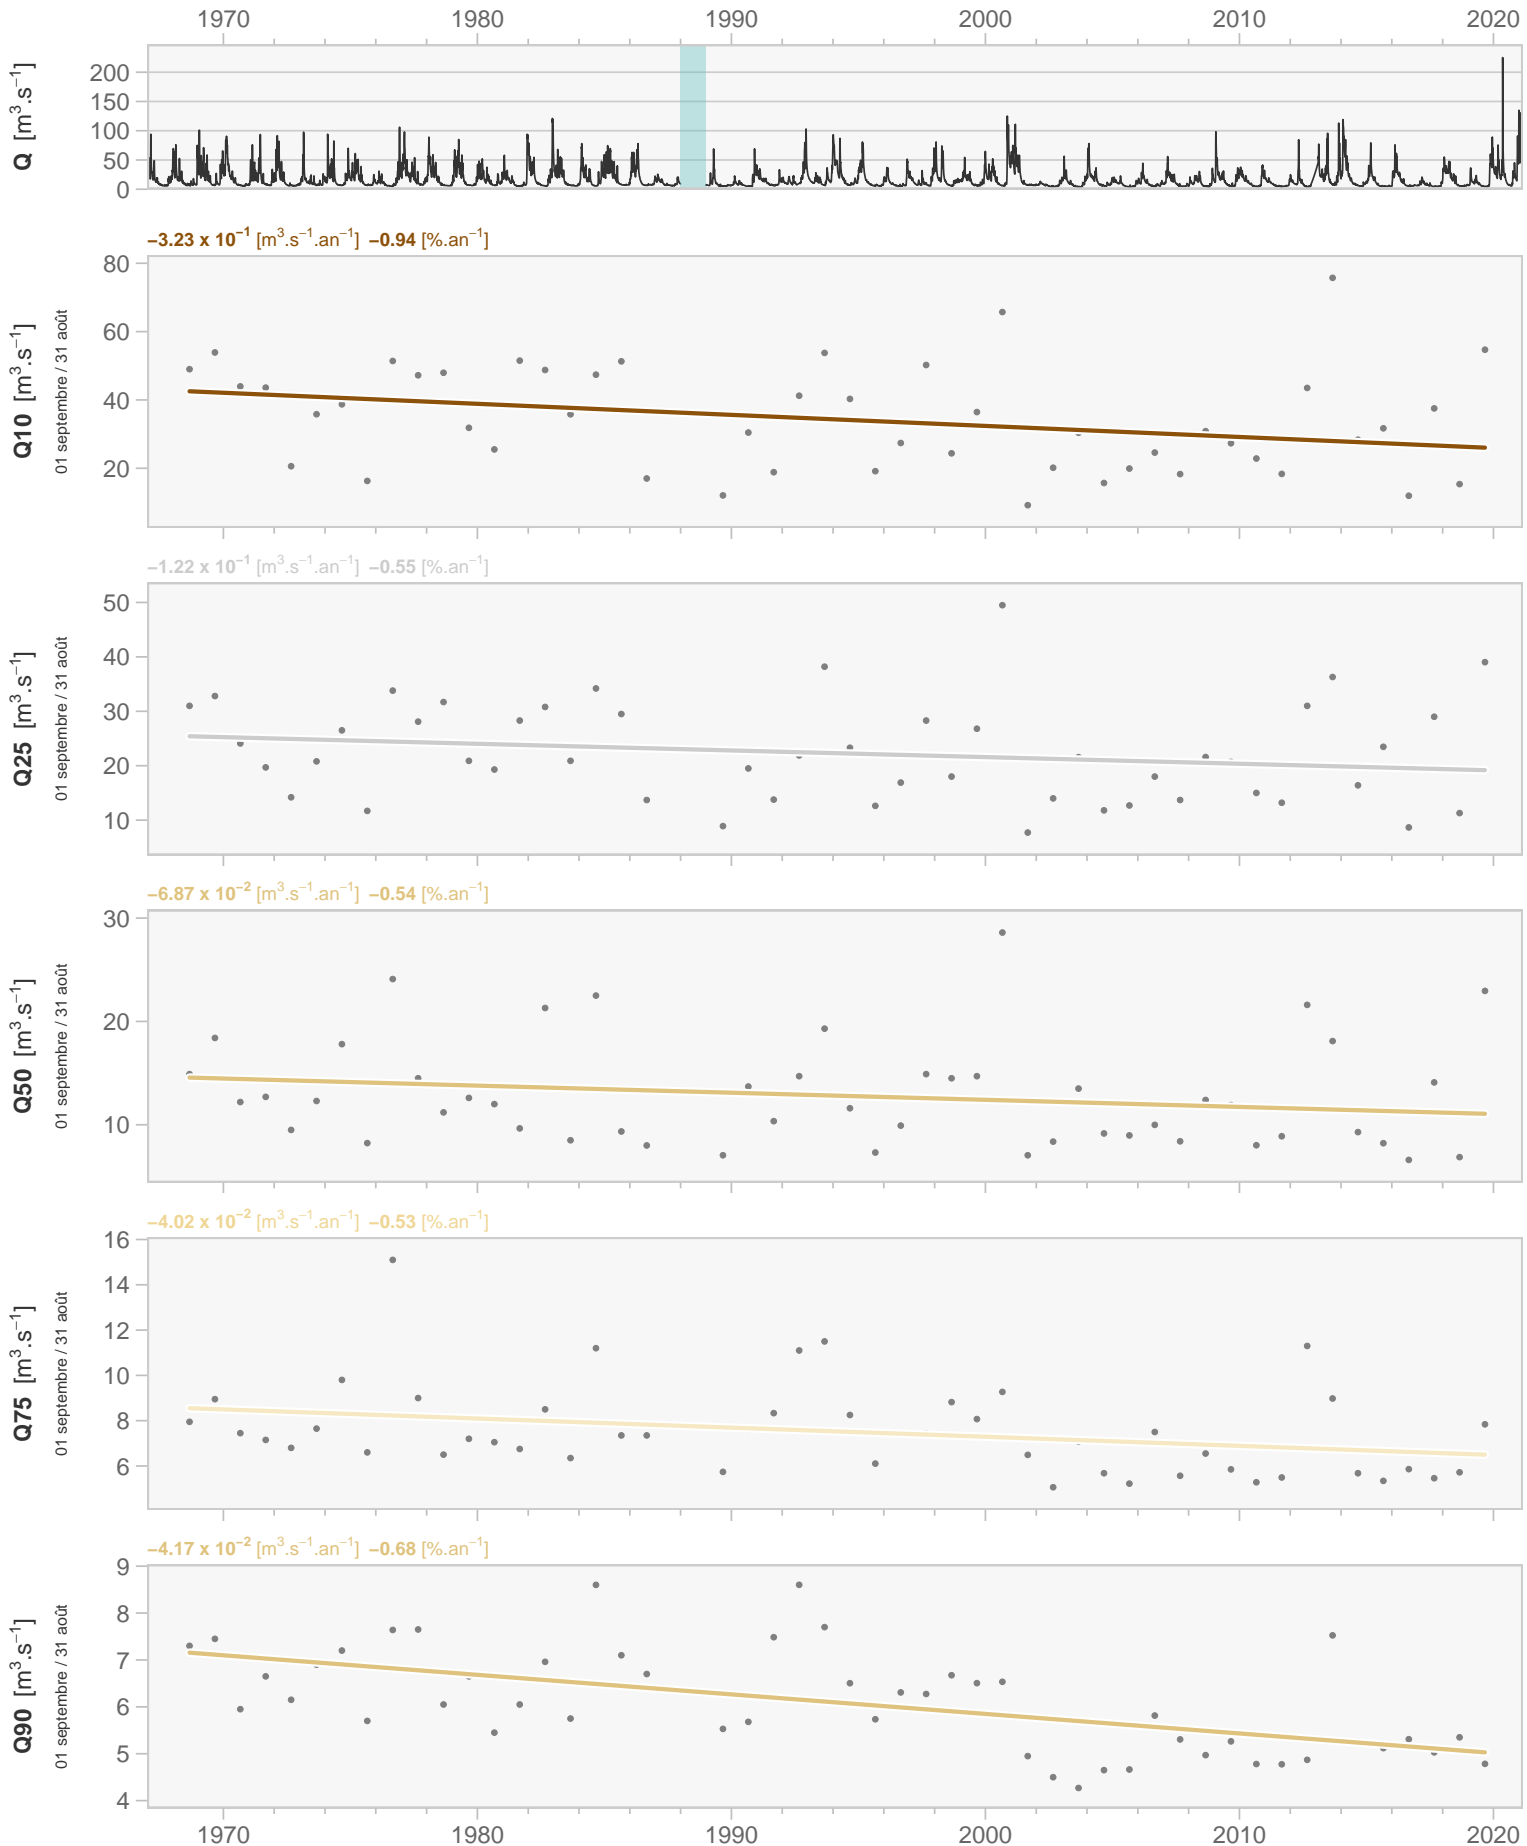 1970 1980 1990 2000 2010 2020
Q [m³.s⁻¹]
200
150
100
50
0
−3.23 x 10⁻¹ [m³.s⁻¹.an⁻¹] −0.94 [%.an⁻¹]
Q10 [m³.s⁻¹]
01 septembre / 31 août
80
60
40
20
−1.22 x 10⁻¹ [m³.s⁻¹.an⁻¹] −0.55 [%.an⁻¹]
Q25 [m³.s⁻¹]
01 septembre / 31 août
50
40
30
20
10
−6.87 x 10⁻² [m³.s⁻¹.an⁻¹] −0.54 [%.an⁻¹]
Q50 [m³.s⁻¹]
01 septembre / 31 août
30
20
10
−4.02 x 10⁻² [m³.s⁻¹.an⁻¹] −0.53 [%.an⁻¹]
Q75 [m³.s⁻¹]
01 septembre / 31 août
16
14
12
10
8
6
−4.17 x 10⁻² [m³.s⁻¹.an⁻¹] −0.68 [%.an⁻¹]
Q90 [m³.s⁻¹]
01 septembre / 31 août
9
8
7
6
5
4
1970 1980 1990 2000 2010 2020